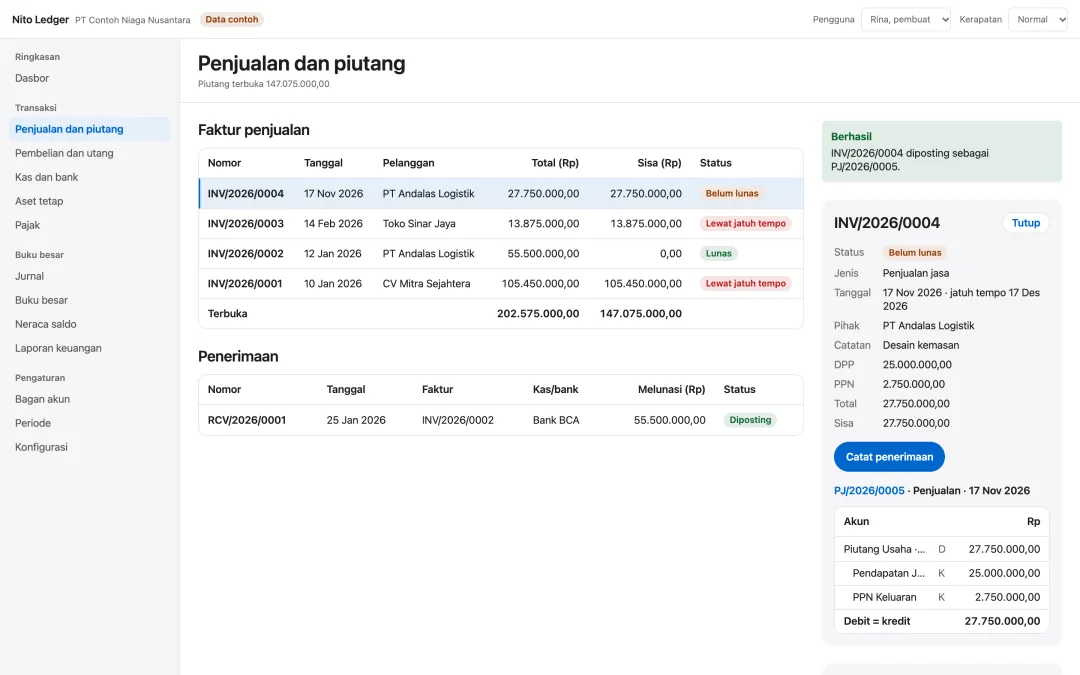 Nito Ledger PT Contoh Niaga Nusantara Data contoh Pengguna Rina, pembuat Kerapatan Normal
Ringkasan
Dasbor
Transaksi
Penjualan dan piutang
Pembelian dan utang
Kas dan bank
Aset tetap
Pajak
Buku besar
Jurnal
Buku besar
Neraca saldo
Laporan keuangan
Pengaturan
Bagan akun
Periode
Konfigurasi
Penjualan dan piutang
Piutang terbuka 147.075.000,00
Faktur penjualan
Nomor Tanggal Pelanggan Total (Rp) Sisa (Rp) Status
INV/2026/0004 17 Nov 2026 PT Andalas Logistik 27.750.000,00 27.750.000,00 Belum lunas
INV/2026/0003 14 Feb 2026 Toko Sinar Jaya 13.875.000,00 13.875.000,00 Lewat jatuh tempo
INV/2026/0002 12 Jan 2026 PT Andalas Logistik 55.500.000,00 0,00 Lunas
INV/2026/0001 10 Jan 2026 CV Mitra Sejahtera 105.450.000,00 105.450.000,00 Lewat jatuh tempo
Terbuka 202.575.000,00 147.075.000,00
Penerimaan
Nomor Tanggal Faktur Kas/bank Melunasi (Rp) Status
RCV/2026/0001 25 Jan 2026 INV/2026/0002 Bank BCA 55.500.000,00 Diposting
Berhasil
INV/2026/0004 diposting sebagai
PJ/2026/0005.
INV/2026/0004 Tutup
Status Belum lunas
Jenis Penjualan jasa
Tanggal 17 Nov 2026 · jatuh tempo 17 Des
2026
Pihak PT Andalas Logistik
Catatan Desain kemasan
DPP 25.000.000,00
PPN 2.750.000,00
Total 27.750.000,00
Sisa 27.750.000,00
Catat penerimaan
PJ/2026/0005 · Penjualan · 17 Nov 2026
Akun Rp
Piutang Usaha ·... D 27.750.000,00
Pendapatan J... K 25.000.000,00
PPN Keluaran K 2.750.000,00
Debit = kredit 27.750.000,00